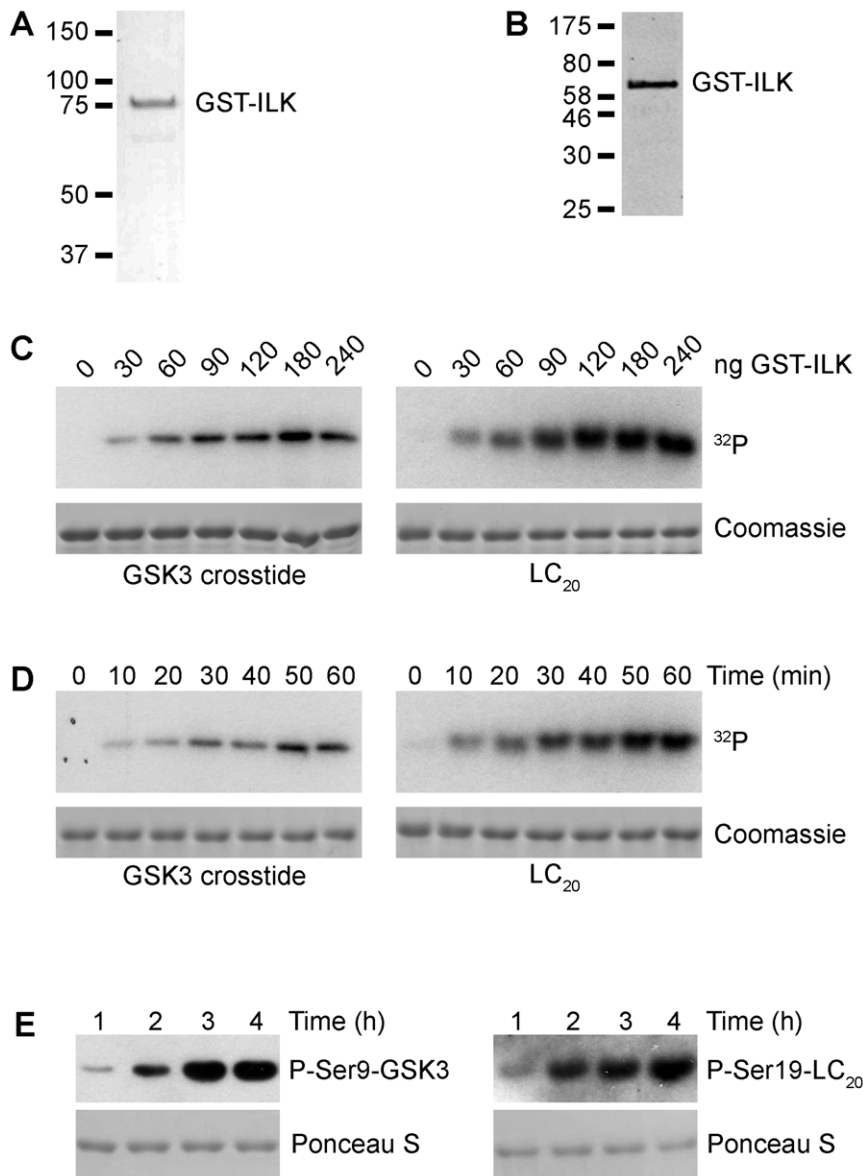 A
150
100
75
50
37
GST-ILK
B
175
80
58
46
30
25
GST-ILK
C
0 30 60 90 120 180 240
0 30 60 90 120 180 240 ng GST-ILK
³²P
Coomassie
GSK3 crosstide
LC₂₀
D
0 10 20 30 40 50 60
0 10 20 30 40 50 60 Time (min)
³²P
Coomassie
GSK3 crosstide
LC₂₀
E
1 2 3 4 Time (h)
P-Ser9-GSK3
Ponceau S
1 2 3 4 Time (h)
P-Ser19-LC₂₀
Ponceau S